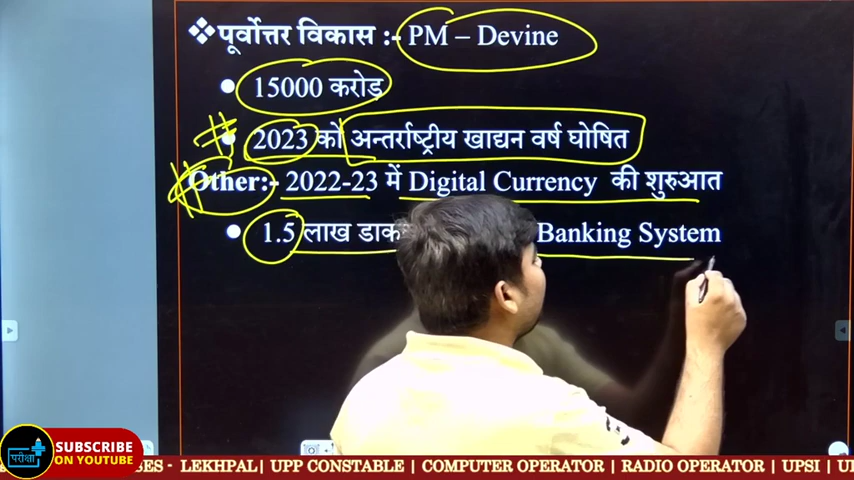 ❖पूर्वोत्तर विकास :- PM – Devine
● 15000 करोड़
● 2023 को अन्तर्राष्ट्रीय खाद्यन वर्ष घोषित
Other:- 2022-23 में Digital Currency की शुरुआत
● 1.5 लाख Banking System
परीक्षा
SUBSCRIBE
ON YOUTUBE
SES - LEKHPAL| UPP CONSTABLE | COMPUTER OPERATOR | RADIO OPERATOR | UPSI |